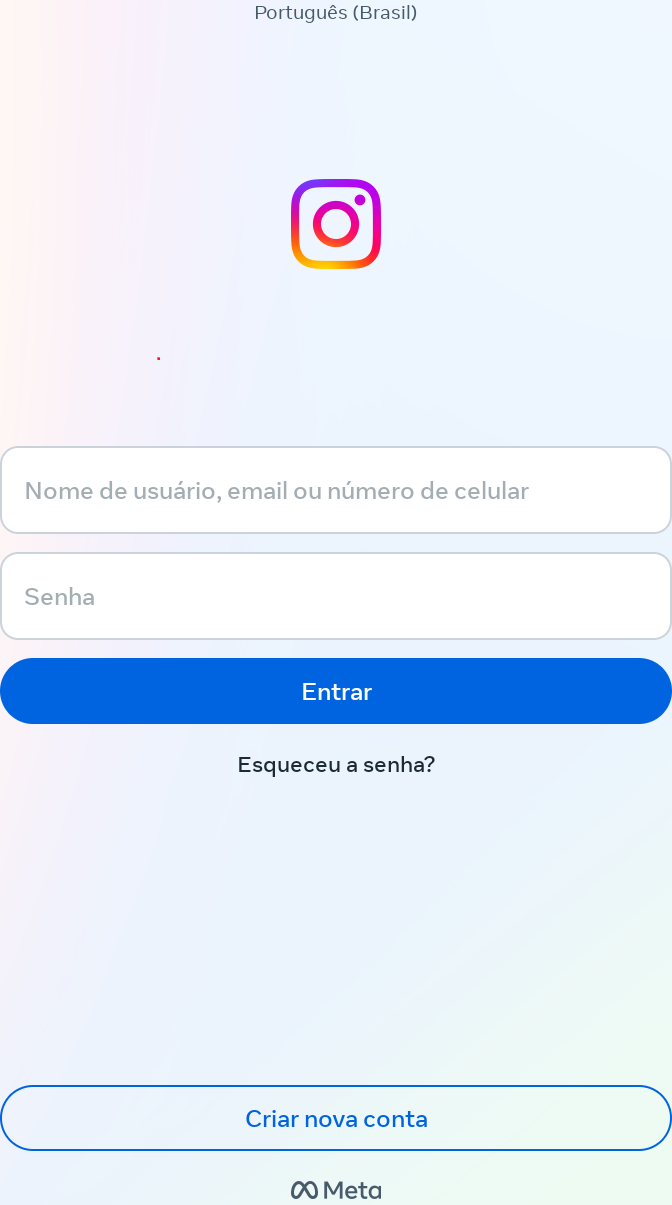 Português (Brasil)
Nome de usuário, email ou número de celular
Senha
Entrar
Esqueceu a senha?
Criar nova conta
Meta